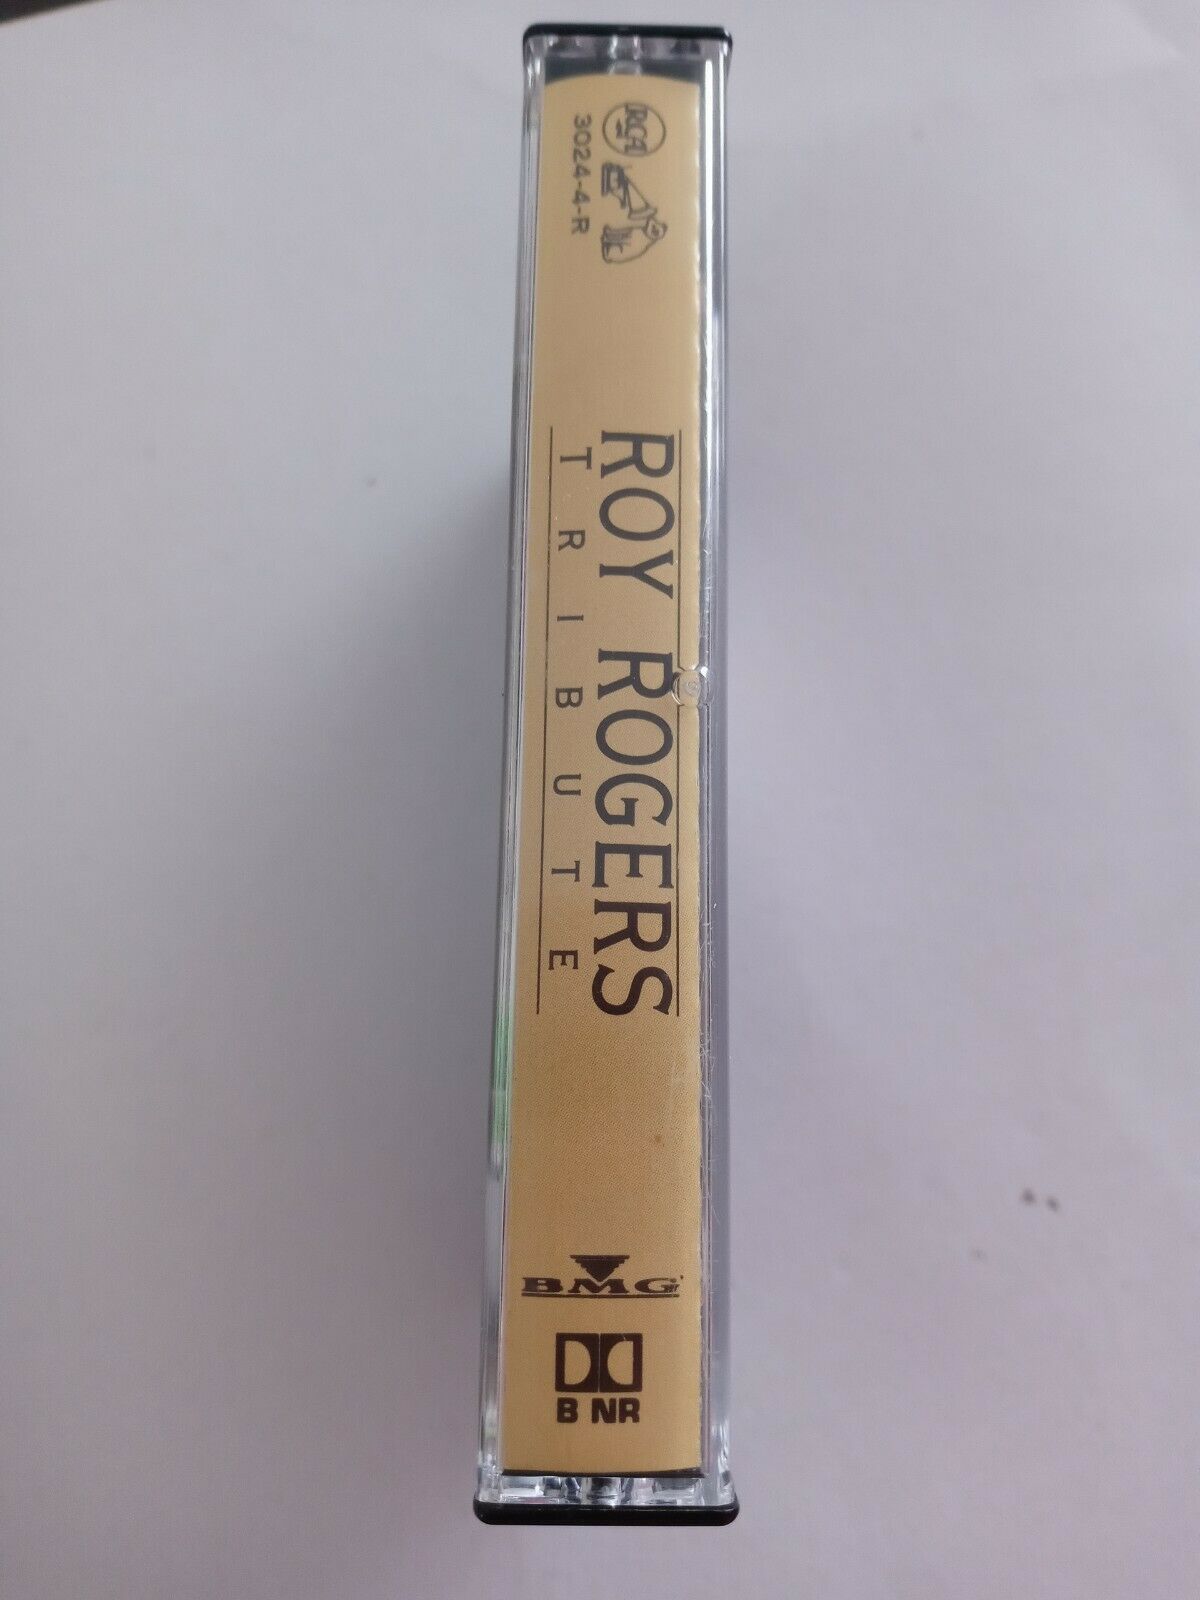 RCA
3024-4-R
ROY ROGERS
TRIBUTE
BMG
B NR